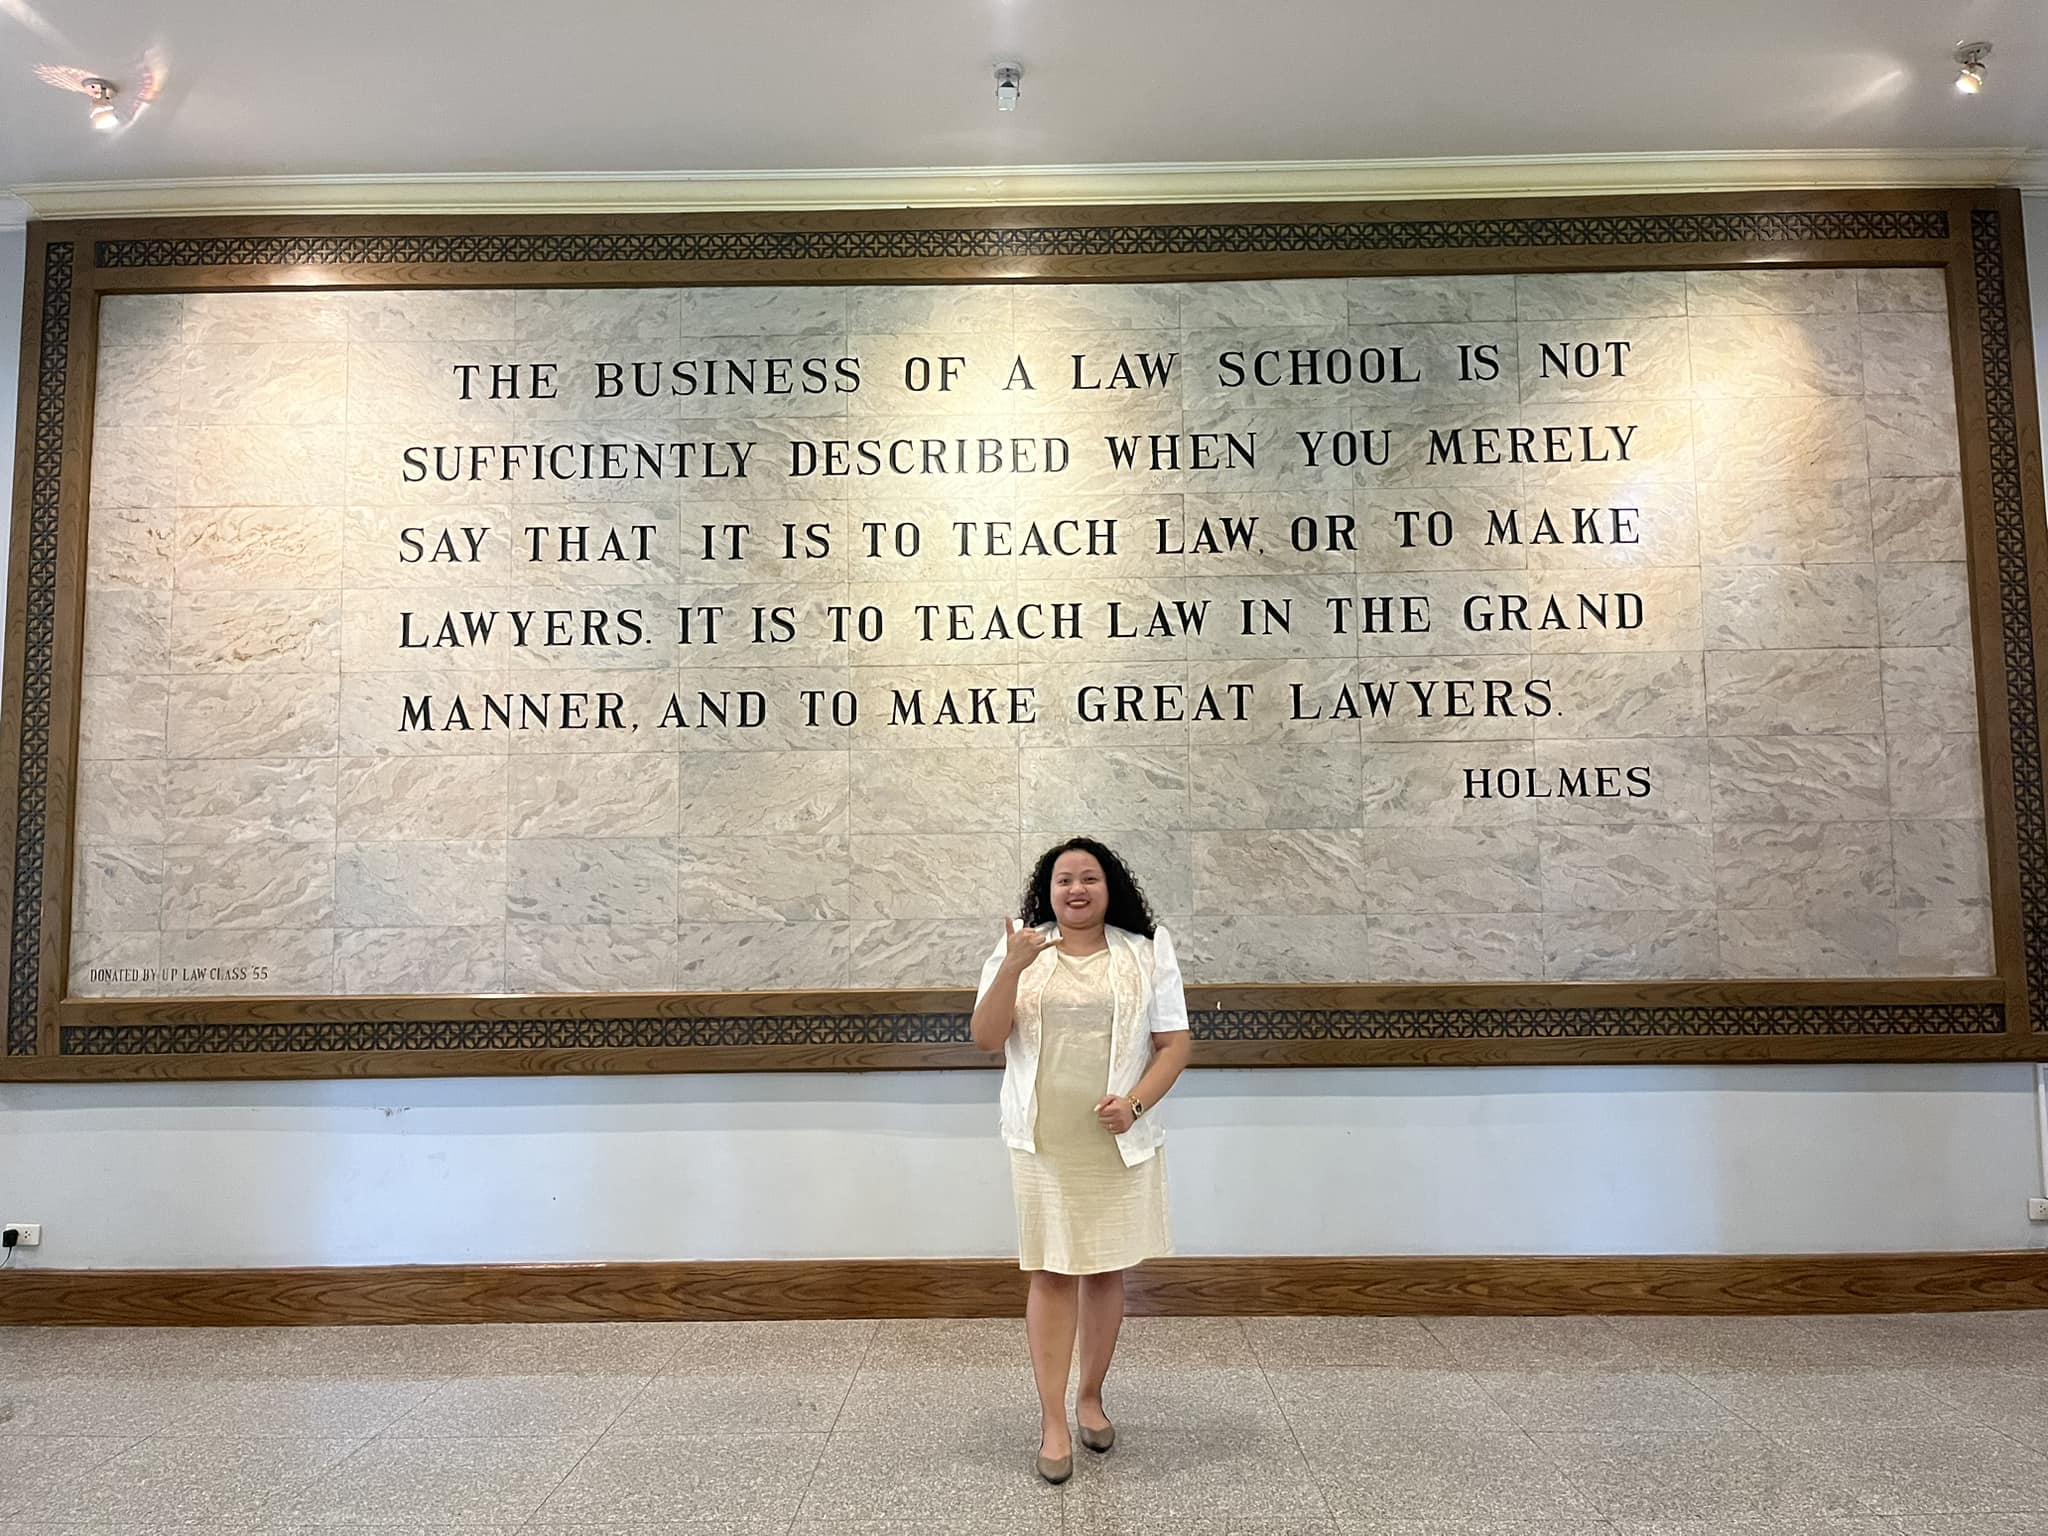 THE BUSINESS OF A LAW SCHOOL IS NOT
SUFFICIENTLY DESCRIBED WHEN YOU MERELY
SAY THAT IT IS TO TEACH LAW, OR TO MAKE
LAWYERS. IT IS TO TEACH LAW IN THE GRAND
MANNER, AND TO MAKE GREAT LAWYERS.
HOLMES
DONATED BY U P LAW CLASS '55